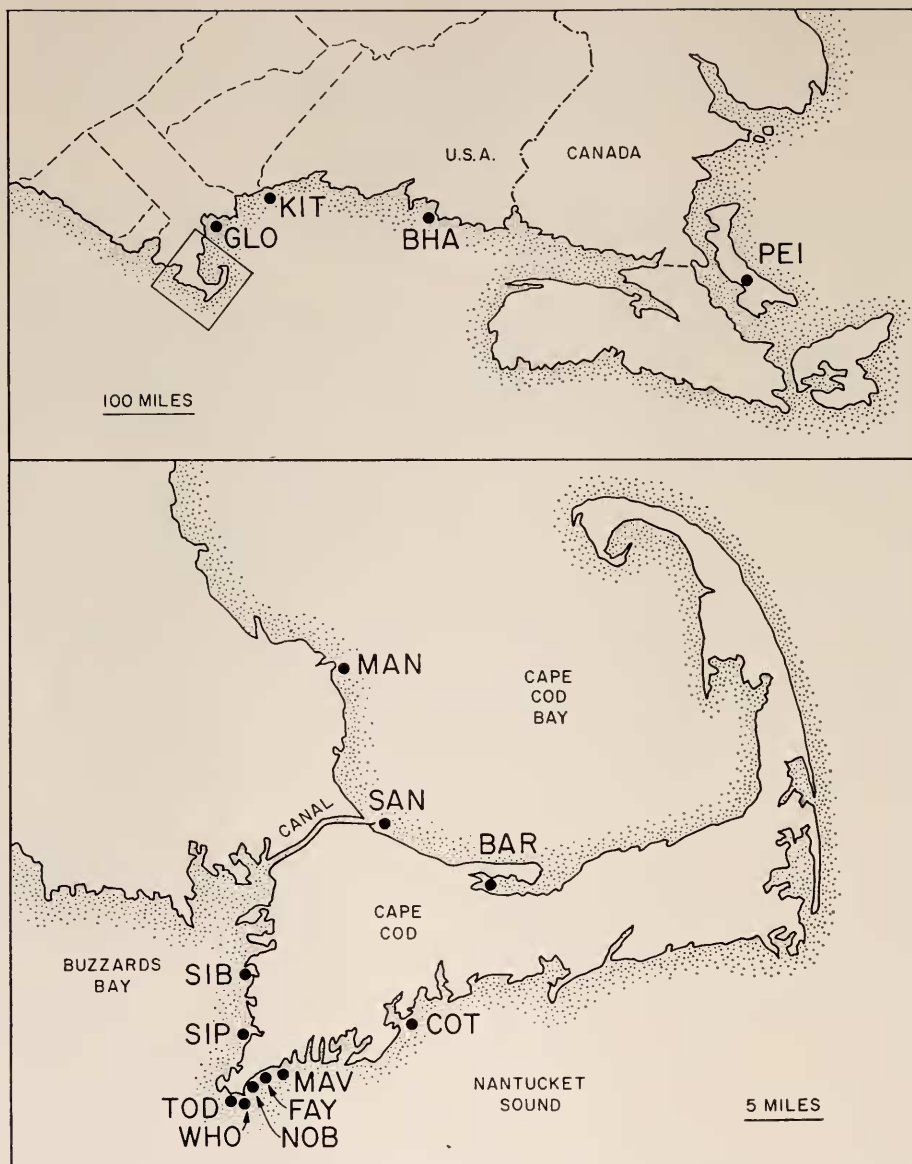 U.S.A.
CANADA
KIT
GLO
BHA
PEI
100 MILES
MAN
CAPE
COD
BAY
SAN
CANAL
BAR
CAPE
COD
BUZZARDS
BAY
SIB
SIP
COT
MAV
TOD
FAY
WHO
NOB
NANTUCKET
SOUND
5 MILES